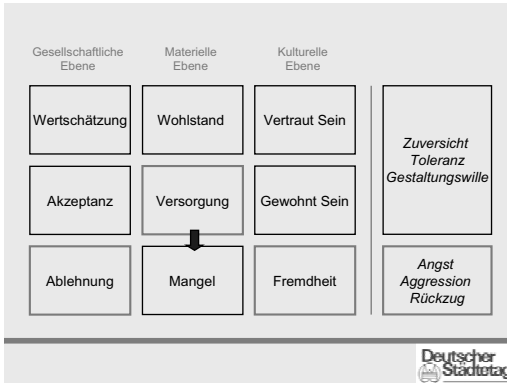 Gesellschaftliche
Ebene
Materielle
Ebene
Kulturelle
Ebene
Wertschätzung
Wohlstand
Vertraut Sein
Zuversicht
Toleranz
Gestaltungswille
Akzeptanz
Versorgung
Gewohnt Sein
Ablehnung
Mangel
Fremdheit
Angst
Aggression
Rückzug
Deutscher
Städtetag